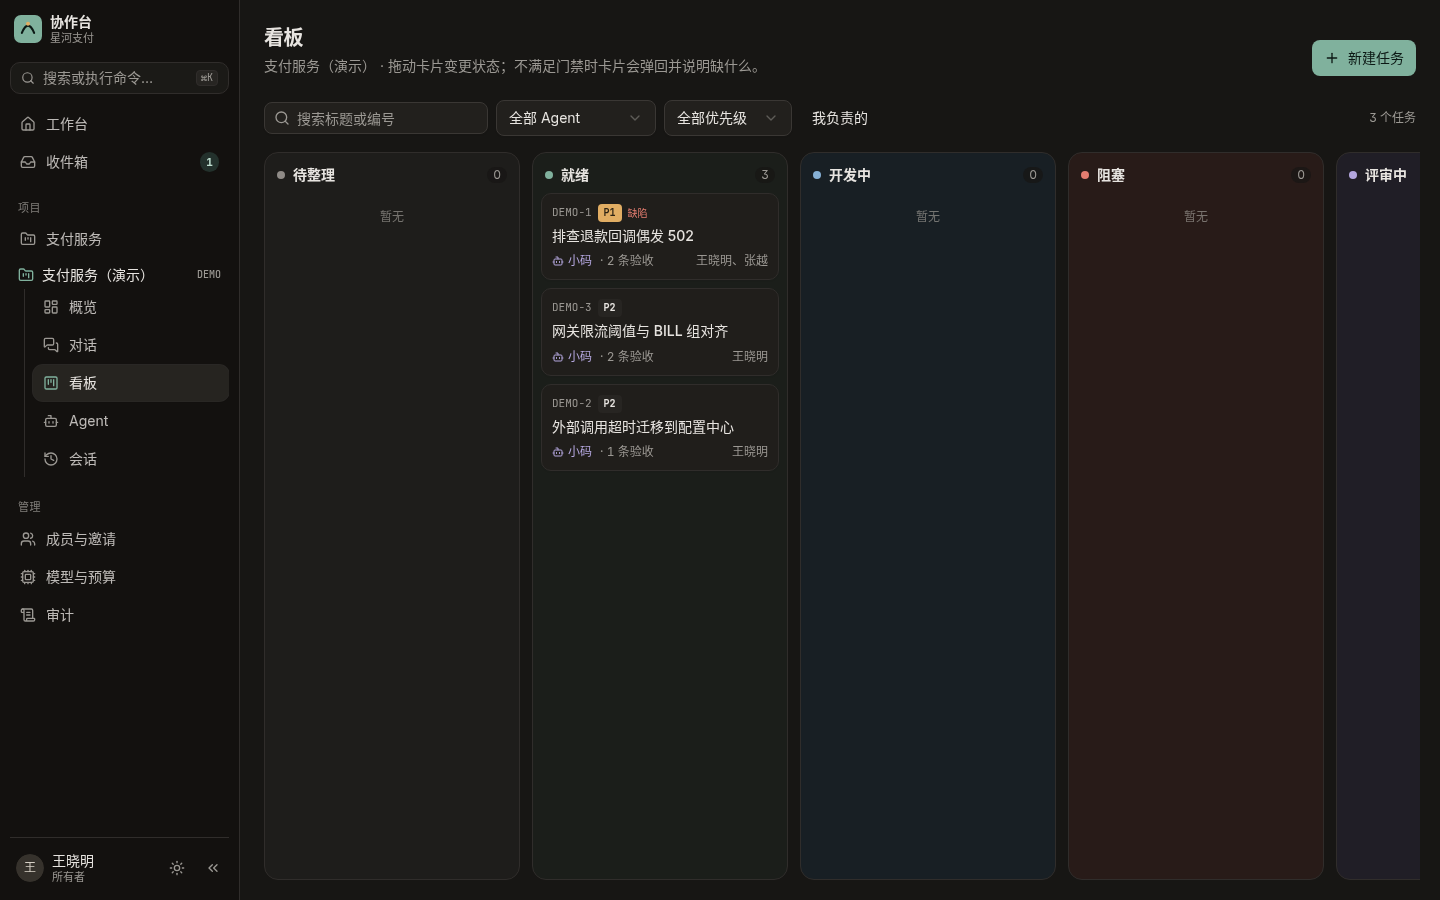 协作台
星河支付
搜索或执行命令... ⌘K
工作台
收件箱 1
项目
支付服务
支付服务（演示） DEMO
概览
对话
看板
Agent
会话
管理
成员与邀请
模型与预算
审计
王 王晓明
所有者
看板
支付服务（演示） · 拖动卡片变更状态；不满足门禁时卡片会弹回并说明缺什么。
新建任务
搜索标题或编号 全部 Agent 全部优先级 我负责的 3 个任务
待整理 0
暂无
就绪 3
DEMO-1 P1 缺陷
排查退款回调偶发 502
小码 · 2 条验收 王晓明、张越
DEMO-3 P2
网关限流阈值与 BILL 组对齐
小码 · 2 条验收 王晓明
DEMO-2 P2
外部调用超时迁移到配置中心
小码 · 1 条验收 王晓明
开发中 0
暂无
阻塞 0
暂无
评审中